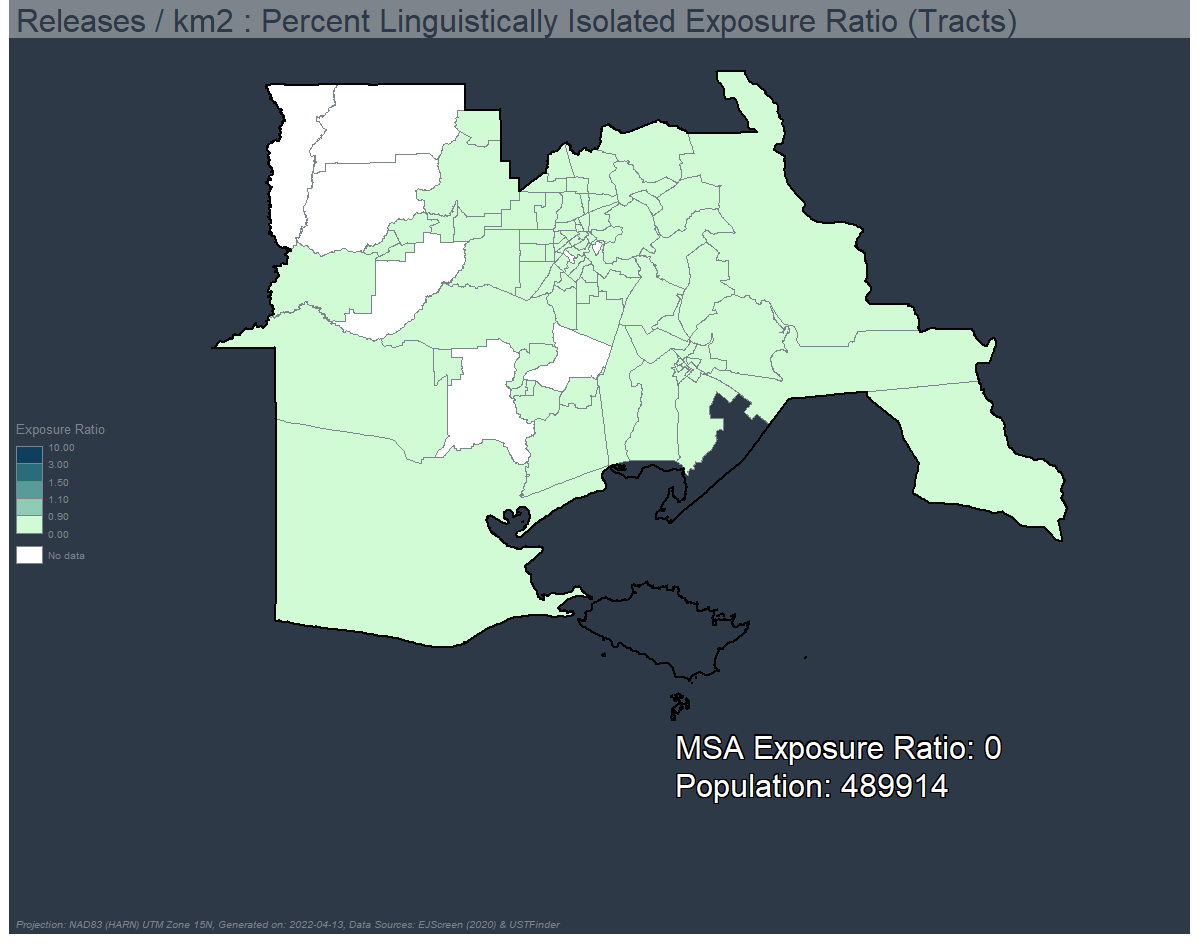 Releases / km2 : Percent Linguistically Isolated Exposure Ratio (Tracts)
Exposure Ratio
10.00
3.00
1.50
1.10
0.90
0.00
No data
MSA Exposure Ratio: 0
Population: 489914
Projection: NAD83 (HARN) UTM Zone 15N, Generated on: 2022-04-13, Data Sources: EJScreen (2020) & USTFinder